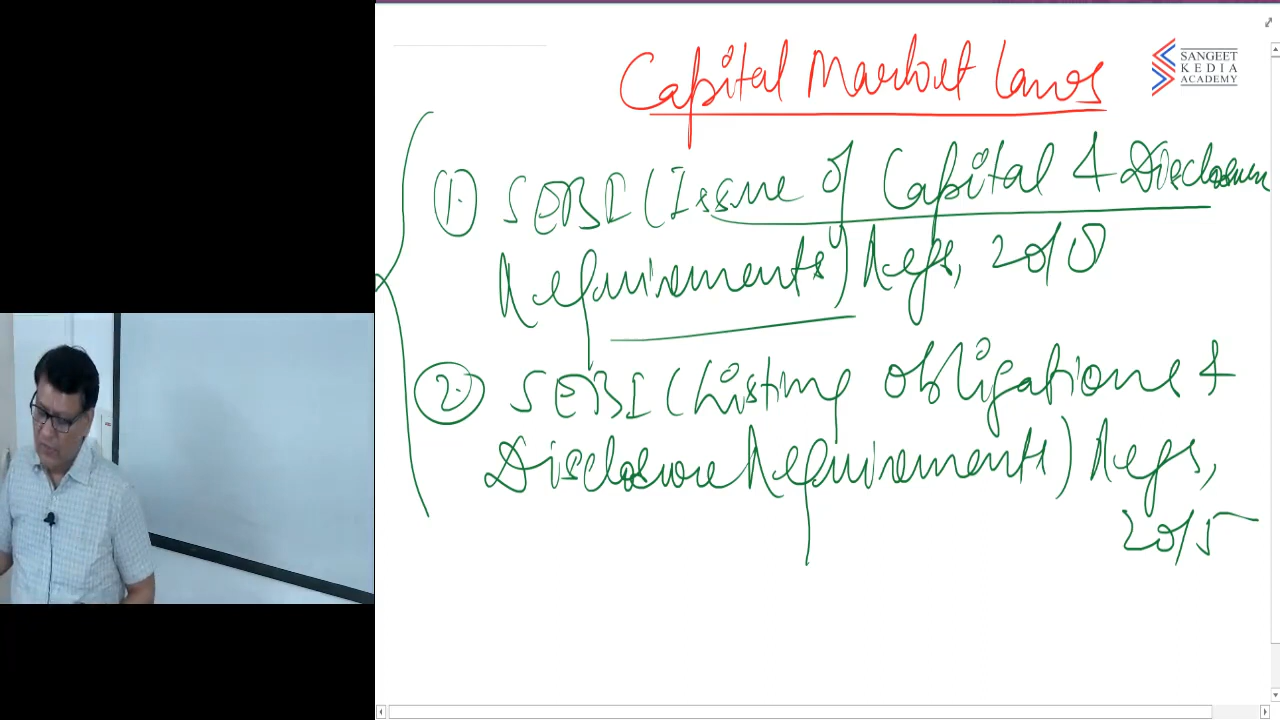 Capital Market Laws
SANGEET
KEDIA
ACADEMY
1. SEBI (Issue of Capital & Disclosure
Requirements) Regs, 2018
2. SEBI (Listing Obligations &
Disclosure Requirements) Regs,
2015